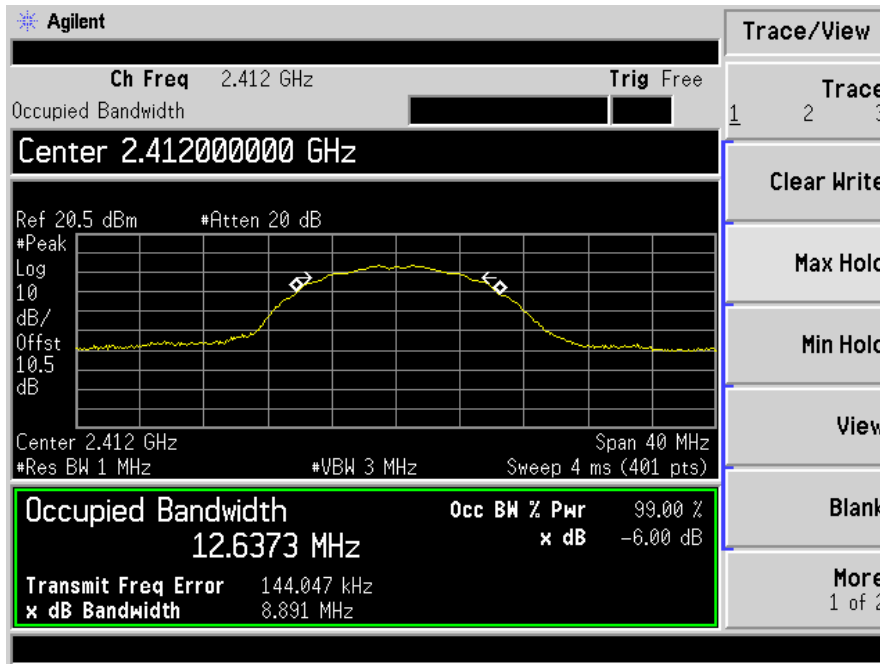 Agilent
Trace/View
Ch Freq 2.412 GHz Trig Free
Occupied Bandwidth
Trace
1 2 3
Center 2.412000000 GHz
Clear Write
Ref 20.5 dBm #Atten 20 dB
#Peak
Log
10
dB/
Offst
10.5
dB
Max Hold
Min Hold
View
Center 2.412 GHz Span 40 MHz
#Res BW 1 MHz #VBW 3 MHz Sweep 4 ms (401 pts)
Occupied Bandwidth Occ BW % Pwr 99.00 %
12.6373 MHz x dB -6.00 dB
Transmit Freq Error 144.047 kHz
x dB Bandwidth 8.891 MHz
Blank
More
1 of 2